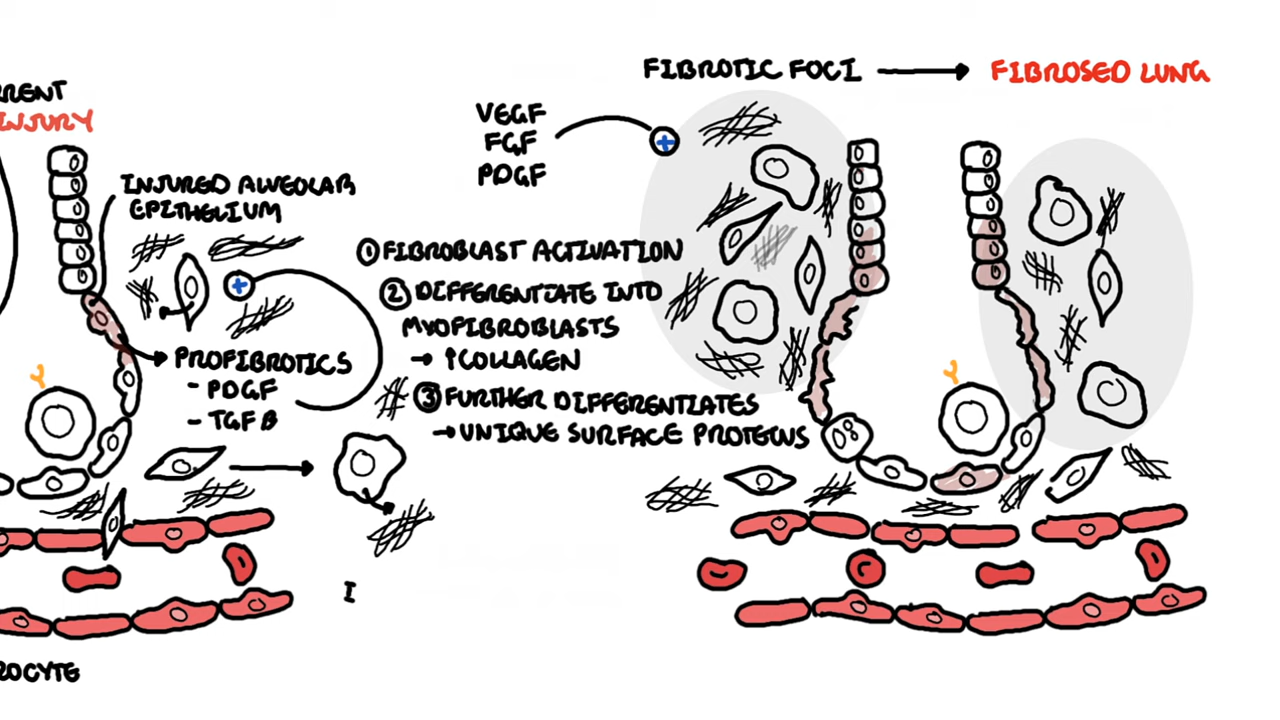 RRENT
INJURY
INJURED ALVEOLAR
EPITHELIUM
PROFIBROTICS
- PDGF
- TGF B
VEGF
FGF
PDGF
① FIBROBLAST ACTIVATION
② DIFFERENTIATE INTO
MYOFIBROBLASTS
→ ↑COLLAGEN
③ FURTHER DIFFERENTIATES
→ UNIQUE SURFACE PROTEINS
FIBROTIC FOCI → FIBROSED LUNG
I
ROCYTE